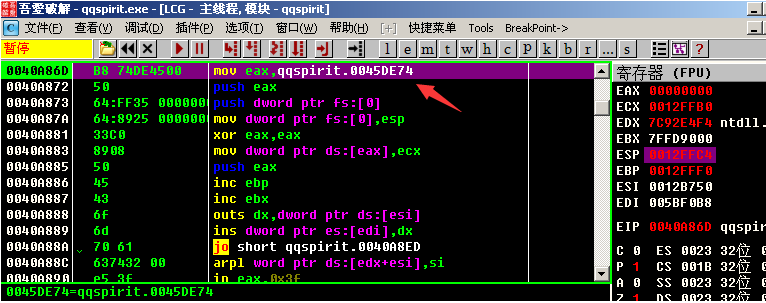 吾爱破解 - qqspirit.exe - [LCG - 主线程, 模块 - qqspirit]
C 文件(F) 查看(V) 调试(D) 插件(P) 选项(T) 窗口(W) 帮助(H) [+] 快捷菜单 Tools BreakPoint->
暂停 l e m t w h c P k b r ... s
0040A86D B8 74DE4500 mov eax,qqspirit.0045DE74
0040A872 50 push eax
0040A873 64:FF35 0000000 push dword ptr fs:[0]
0040A87A 64:8925 0000000 mov dword ptr fs:[0],esp
0040A881 33C0 xor eax,eax
0040A883 8908 mov dword ptr ds:[eax],ecx
0040A885 50 push eax
0040A886 45 inc ebp
0040A887 43 inc ebx
0040A888 6f outs dx,dword ptr ds:[esi]
0040A889 6d ins dword ptr es:[edi],dx
0040A88A 70 61 jo short qqspirit.0040A8ED
0040A88C 637432 00 arpl word ptr ds:[edx+esi],si
0040A890 e5 3f in eax,0x3f
0045DE74=qqspirit.0045DE74
寄存器 (FPU)
EAX 00000000
ECX 0012FFB0
EDX 7C92E4F4 ntdll.
EBX 7FFD9000
ESP 0012FFC4
EBP 0012FFF0
ESI 0012B750
EDI 005BF0B8
EIP 0040A86D qqspir
C 0 ES 0023 32位
P 1 CS 001B 32位
A 0 SS 0023 32位
Z 1 DS 0023 32位